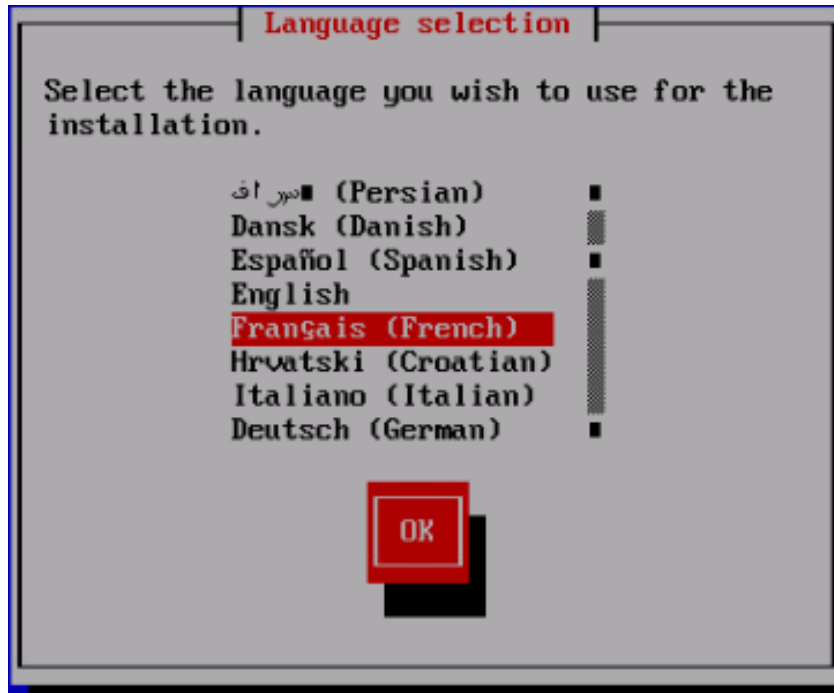 Language selection
Select the language you wish to use for the
installation.
(Persian)
Dansk (Danish)
Español (Spanish)
English
Français (French)
Hrvatski (Croatian)
Italiano (Italian)
Deutsch (German)
OK